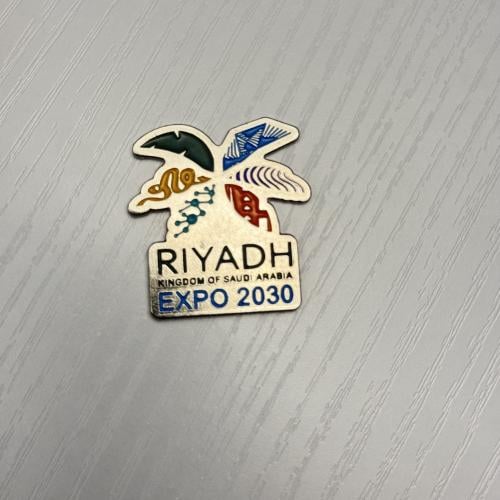 RIYADH
KINGDOM OF SAUDI ARABIA
EXPO 2030